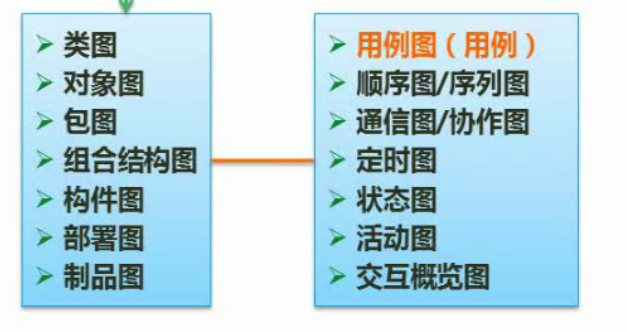 类图
对象图
包图
组合结构图
构件图
部署图
制品图
用例图（用例）
顺序图/序列图
通信图/协作图
定时图
状态图
活动图
交互概览图